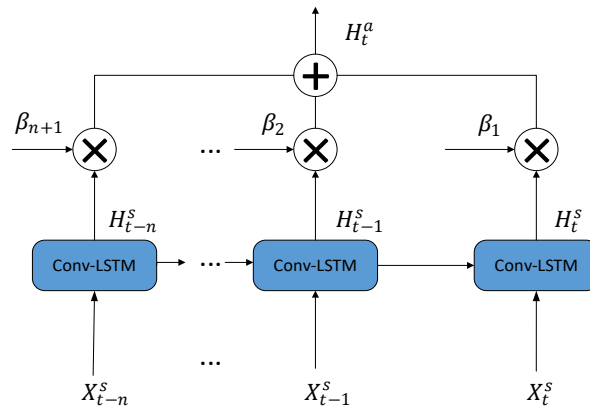 H_t^a
β_{n+1} ... β_2 β_1
H_{t-n}^s H_{t-1}^s H_t^s
Conv-LSTM ... Conv-LSTM Conv-LSTM
...
X_{t-n}^s X_{t-1}^s X_t^s